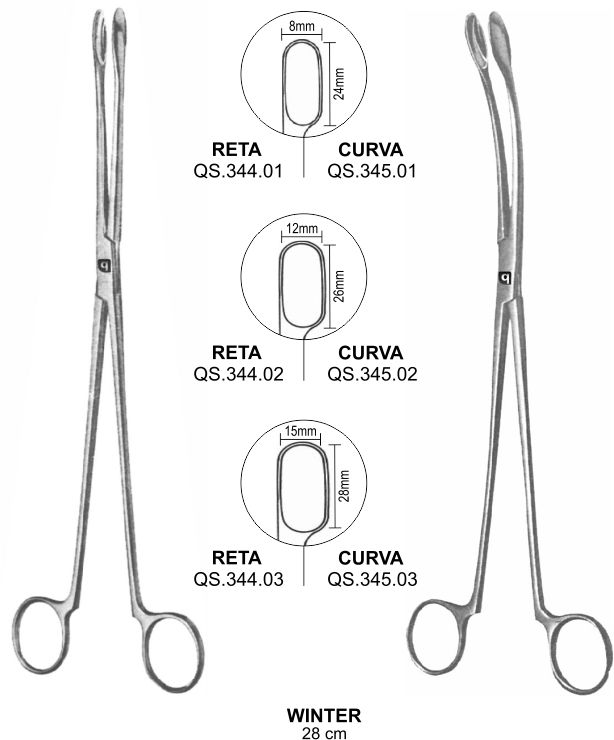 8mm
24mm
RETA CURVA
QS.344.01 QS.345.01
12mm
26mm
RETA CURVA
QS.344.02 QS.345.02
15mm
28mm
RETA CURVA
QS.344.03 QS.345.03
WINTER
28 cm